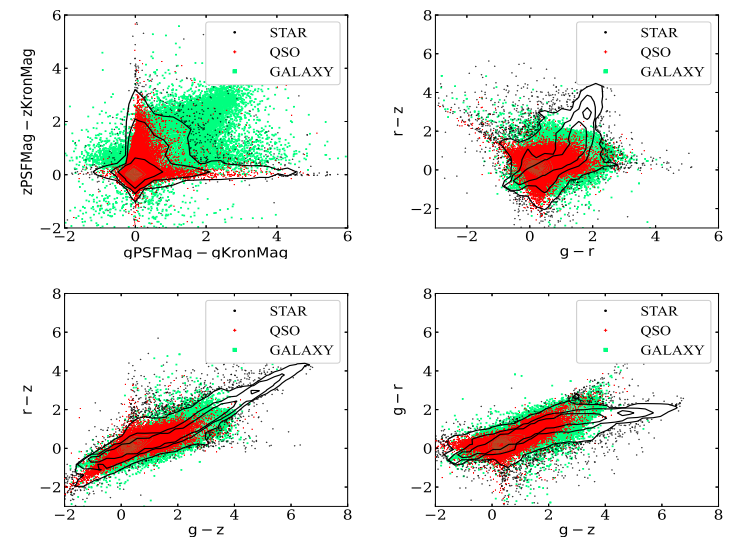 6
4
2
0
−2
zPSFMag − zKronMag
−2 0 2 4 6
gPSFMag − gKronMag
STAR
QSO
GALAXY
8
6
4
2
0
−2
r − z
−2 0 2 4 6
g − r
STAR
QSO
GALAXY
8
6
4
2
0
−2
r − z
−2 0 2 4 6 8
g − z
STAR
QSO
GALAXY
8
6
4
2
0
−2
g − r
−2 0 2 4 6 8
g − z
STAR
QSO
GALAXY